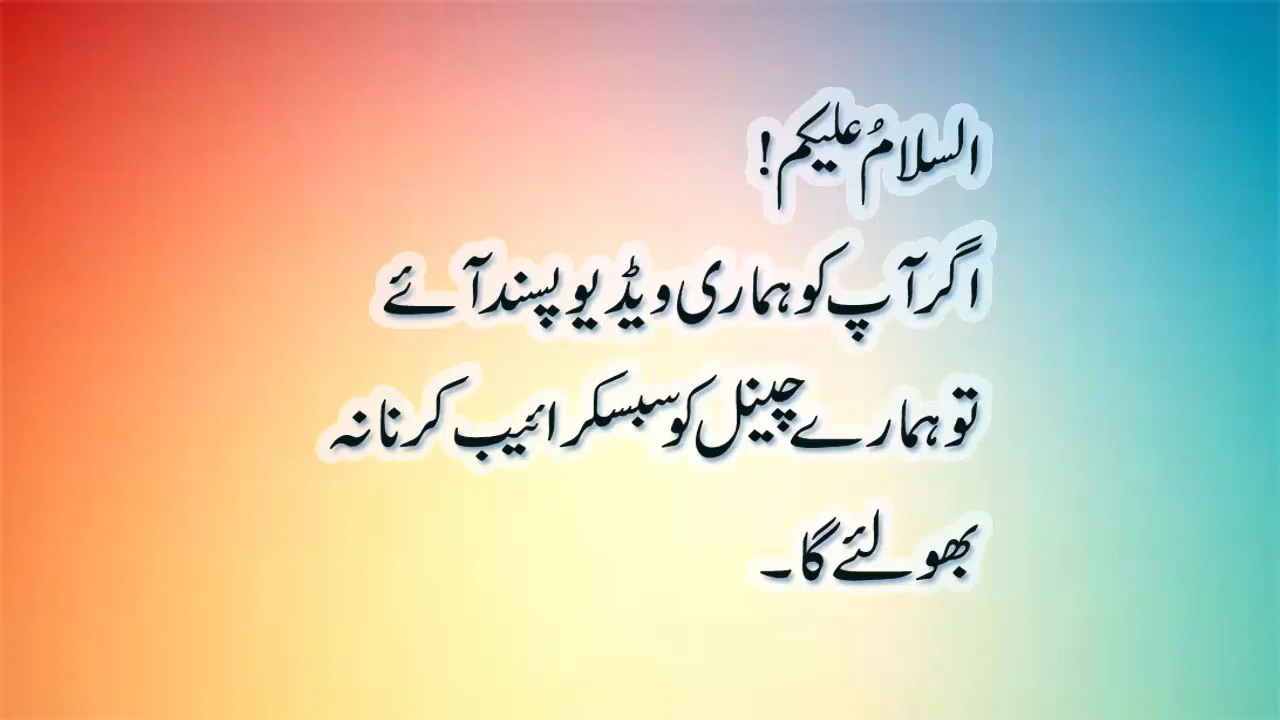 السلامُ علیکم!
اگر آپ کو ہماری ویڈیو پسند آئے
تو ہمارے چینل کو سبسکرائیب کرنا نہ
بھولئے گا۔